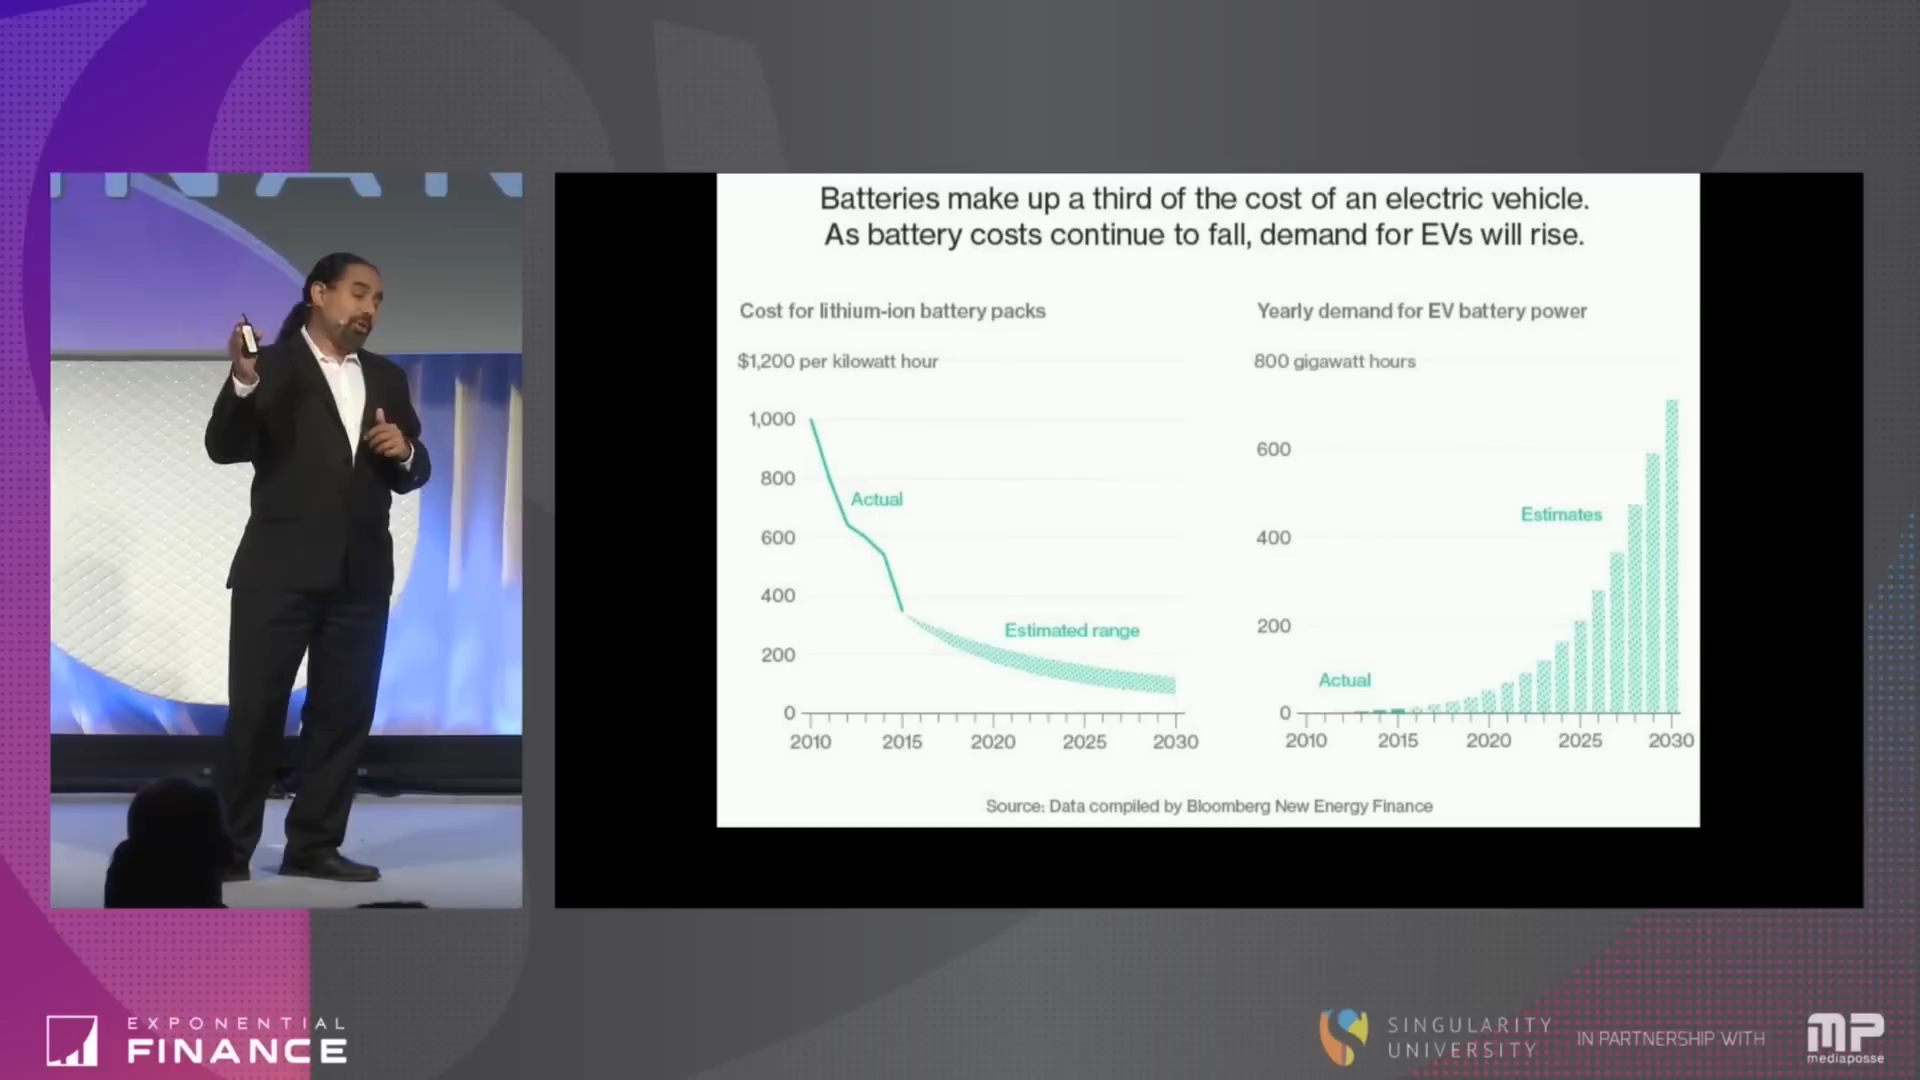 Batteries make up a third of the cost of an electric vehicle.
As battery costs continue to fall, demand for EVs will rise.
Cost for lithium-ion battery packs
$1,200 per kilowatt hour
1,000
800
600
400
200
0
Actual
Estimated range
2010 2015 2020 2025 2030
Yearly demand for EV battery power
800 gigawatt hours
600
400
200
0
Estimates
Actual
2010 2015 2020 2025 2030
Source: Data compiled by Bloomberg New Energy Finance
EXPONENTIAL
FINANCE
SINGULARITY
UNIVERSITY
IN PARTNERSHIP WITH
MP
mediaposse